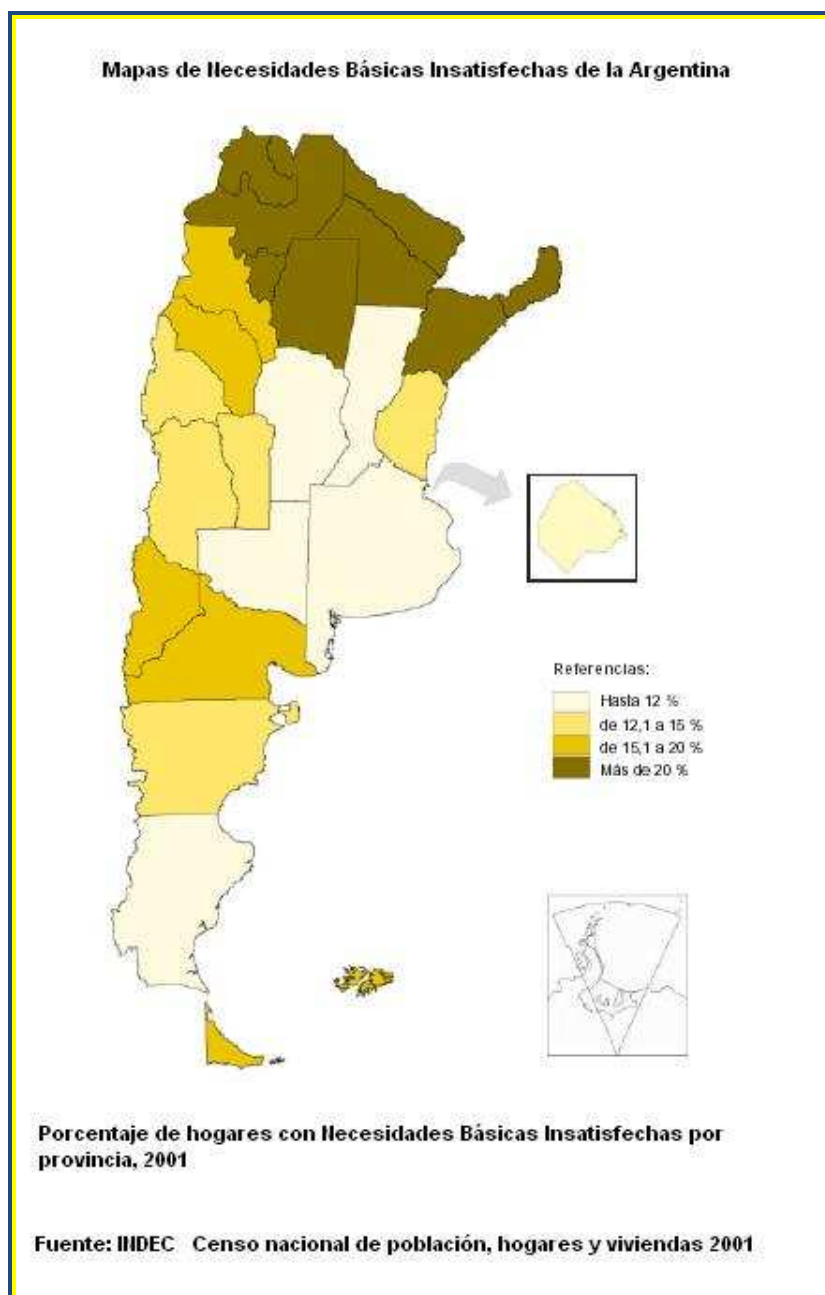 Mapas de Necesidades Básicas Insatisfechas de la Argentina
Referencias:
Hasta 12 %
de 12,1 a 15 %
de 15,1 a 20 %
Más de 20 %
Porcentaje de hogares con Necesidades Básicas Insatisfechas por
provincia, 2001
Fuente: INDEC Censo nacional de población, hogares y viviendas 2001